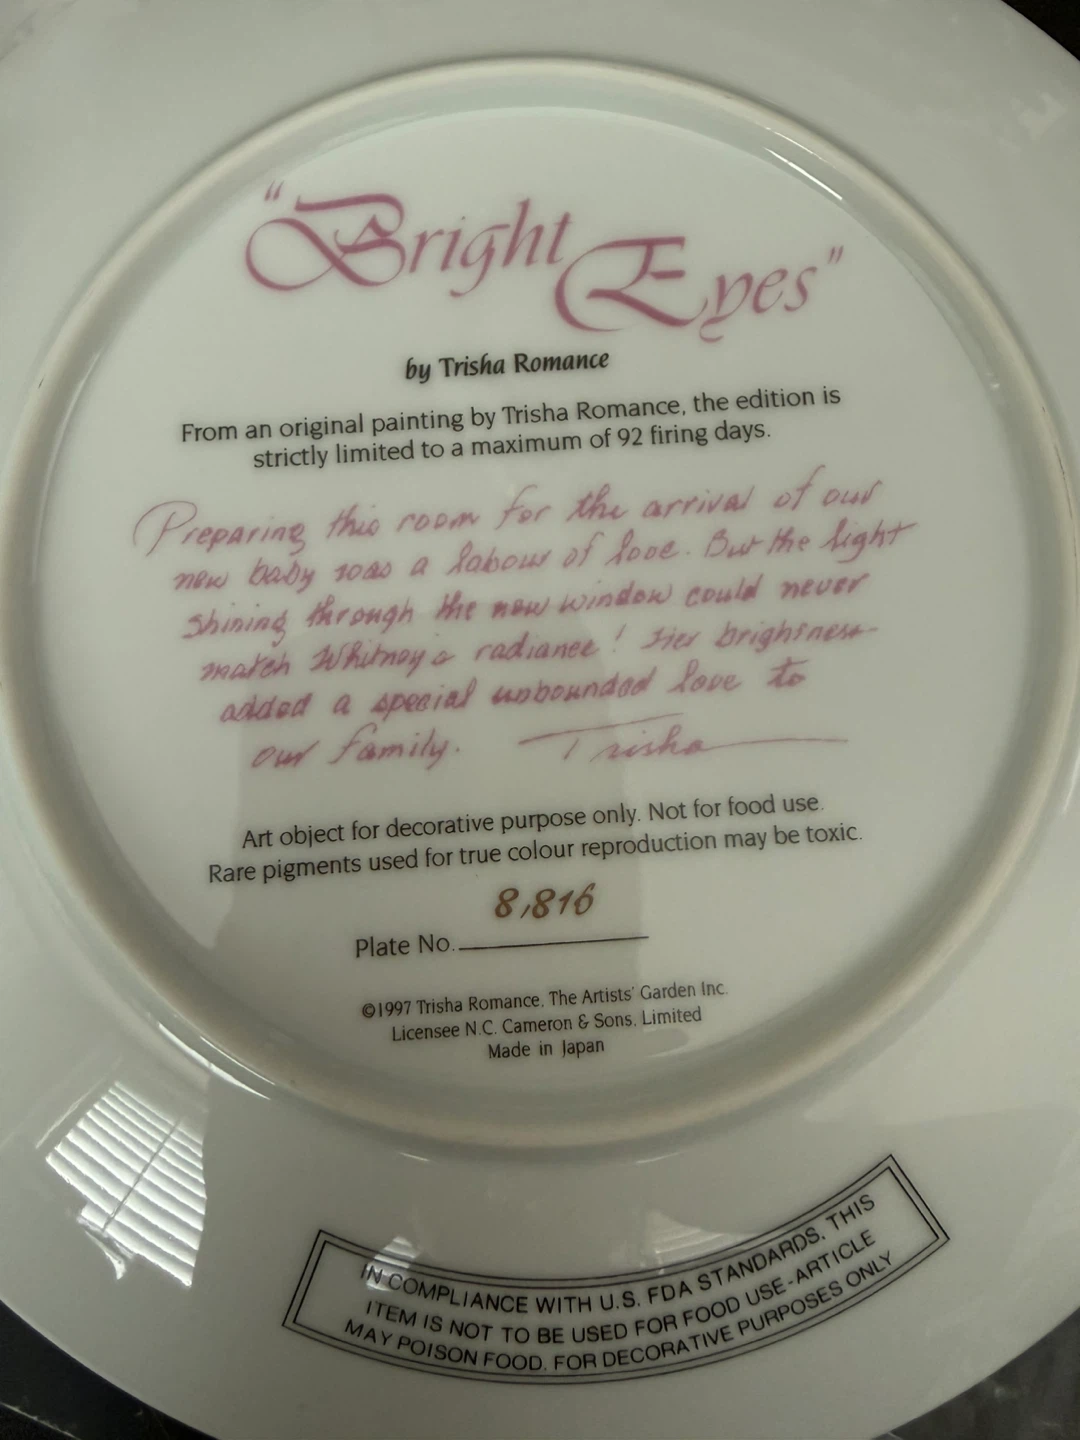 "Bright Eyes"
by Trisha Romance
From an original painting by Trisha Romance, the edition is
strictly limited to a maximum of 92 firing days.
Preparing this room for the arrival of our
new baby was a labour of love. But the light
shining through the new window could never
match Whitney's radiance! Her brightness
added a special unbounded love to
our family. Trisha
Art object for decorative purpose only. Not for food use.
Rare pigments used for true colour reproduction may be toxic.
8,816
Plate No.
©1997 Trisha Romance, The Artists' Garden Inc.
Licensee N.C. Cameron & Sons, Limited
Made in Japan
IN COMPLIANCE WITH U.S. FDA STANDARDS, THIS
ITEM IS NOT TO BE USED FOR FOOD USE-ARTICLE
MAY POISON FOOD. FOR DECORATIVE PURPOSES ONLY